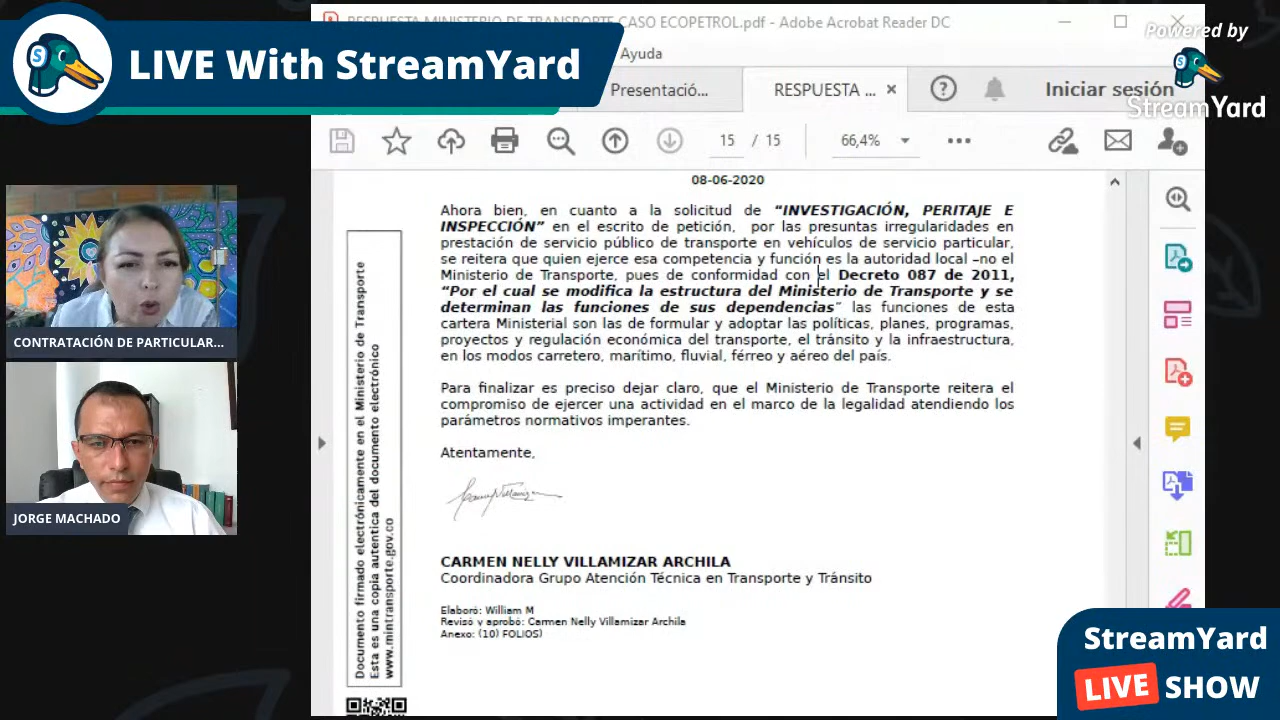 RESPUESTA MINISTERIO DE TRANSPORTE CASO ECOPETROL.pdf - Adobe Acrobat Reader DC
Powered by
StreamYard
LIVE With StreamYard
Ayuda
Presentació...
RESPUESTA ...
Iniciar sesión
15 / 15
66,4%
08-06-2020
Ahora bien, en cuanto a la solicitud de “INVESTIGACIÓN, PERITAJE E
INSPECCIÓN” en el escrito de petición, por las presuntas irregularidades en
prestación de servicio público de transporte en vehículos de servicio particular,
se reitera que quien ejerce esa competencia y función es la autoridad local –no el
Ministerio de Transporte, pues de conformidad con el Decreto 087 de 2011,
“Por el cual se modifica la estructura del Ministerio de Transporte y se
determinan las funciones de sus dependencias” las funciones de esta
cartera Ministerial son las de formular y adoptar las políticas, planes, programas,
proyectos y regulación económica del transporte, el tránsito y la infraestructura,
en los modos carretero, marítimo, fluvial, férreo y aéreo del país.
Para finalizar es preciso dejar claro, que el Ministerio de Transporte reitera el
compromiso de ejercer una actividad en el marco de la legalidad atendiendo los
parámetros normativos imperantes.
Atentamente,
CARMEN NELLY VILLAMIZAR ARCHILA
Coordinadora Grupo Atención Técnica en Transporte y Tránsito
Elaboró: William M
Revisó y aprobó: Carmen Nelly Villamizar Archila
Anexo: (10) FOLIOS)
Documento firmado electrónicamente en el Ministerio de Transporte
Esta es una copia autentica del documento electrónico
www.mintransporte.gov.co
CONTRATACIÓN DE PARTICULAR...
JORGE MACHADO
StreamYard
LIVE SHOW